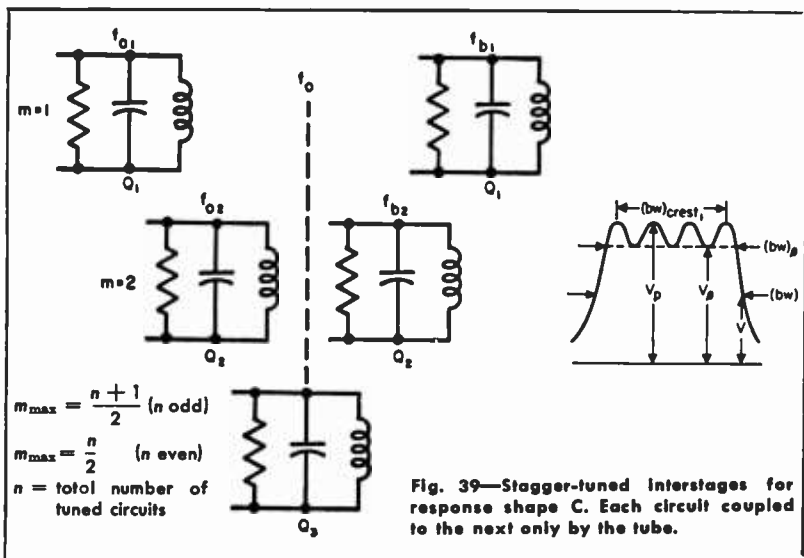 fa1
fb1
f0
m=1
Q1
Q1
fa2
fb2
m=2
Q2
Q2
(bw)crest1
(bw)β
(bw)
Vp
Vβ
V
mmax = n + 1 / 2 (n odd)
mmax = n / 2 (n even)
n = total number of
tuned circuits
Q3
Fig. 39—Stagger-tuned interstages for
response shape C. Each circuit coupled
to the next only by the tube.